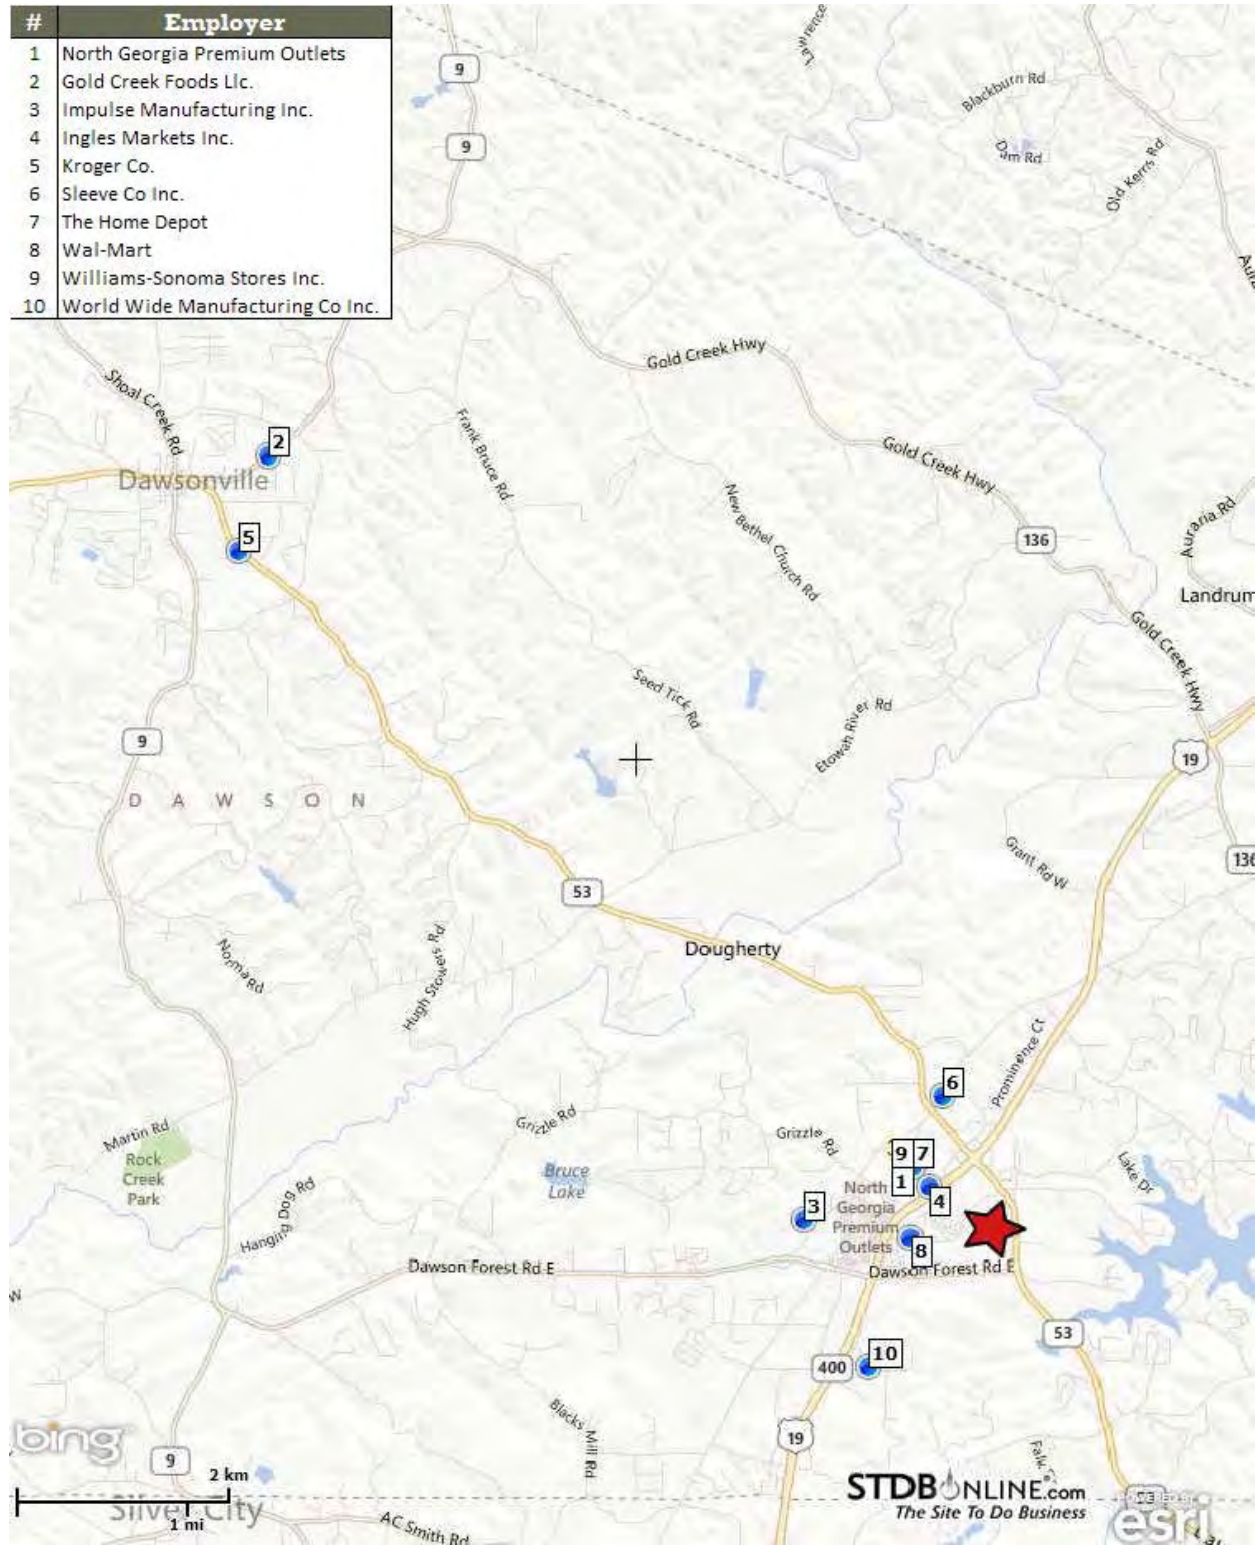 # Employer
1 North Georgia Premium Outlets
2 Gold Creek Foods Llc.
3 Impulse Manufacturing Inc.
4 Ingles Markets Inc.
5 Kroger Co.
6 Sleeve Co Inc.
7 The Home Depot
8 Wal-Mart
9 Williams-Sonoma Stores Inc.
10 World Wide Manufacturing Co Inc.
Lawrence
9
Blackburn Rd
9
Dam Rd
Old Kerris Rd
Gold Creek Hwy
Shoal Creek Rd
Frank Bruce Rd
2
Dawsonville
Gold Creek Hwy
New Bethel Church Rd
Auraria Rd
5
136
Landrum
Gold Creek Hwy
Seed Tick Rd
Etowah River Rd
9
19
DAWSON
Grant Rd W
136
53
Dougherty
Norma Rd
Hugh Stowers Rd
Prominence Ct
6
Martin Rd
Grizzle Rd
Grizzle Rd
Rock
Creek
Park
Bruce
Lake
9 7
1
4
Lake Dr
North
Georgia
Premium
Outlets
3
8
Hanging Dog Rd
Dawson Forest Rd E
Dawson Forest Rd E
53
10
400
Blacks Mill Rd
19
bing
9
2 km
1 mi
Silver City
AC Smith Rd
STDBONLINE.com
The Site To Do Business
53
POWERED BY
esri